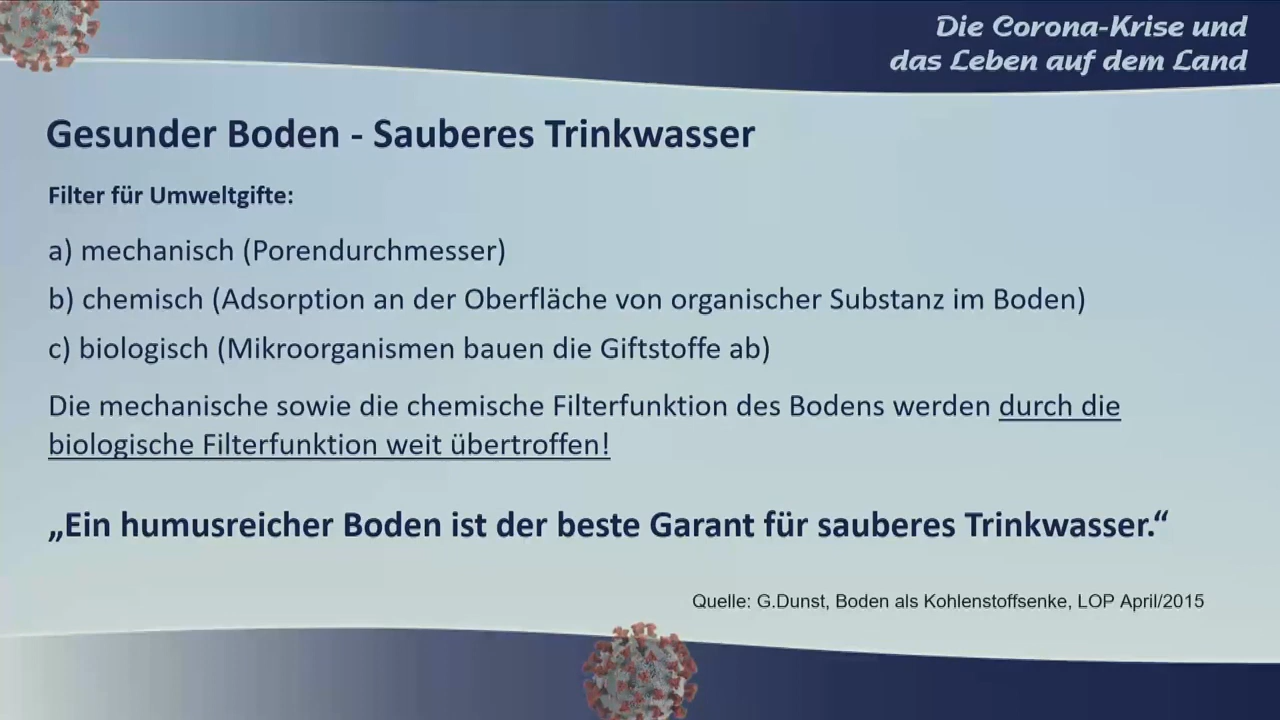 Die Corona-Krise und
das Leben auf dem Land
Gesunder Boden - Sauberes Trinkwasser
Filter für Umweltgifte:
a) mechanisch (Porendurchmesser)
b) chemisch (Adsorption an der Oberfläche von organischer Substanz im Boden)
c) biologisch (Mikroorganismen bauen die Giftstoffe ab)
Die mechanische sowie die chemische Filterfunktion des Bodens werden durch die
biologische Filterfunktion weit übertroffen!
„Ein humusreicher Boden ist der beste Garant für sauberes Trinkwasser.“
Quelle: G.Dunst, Boden als Kohlenstoffsenke, LOP April/2015